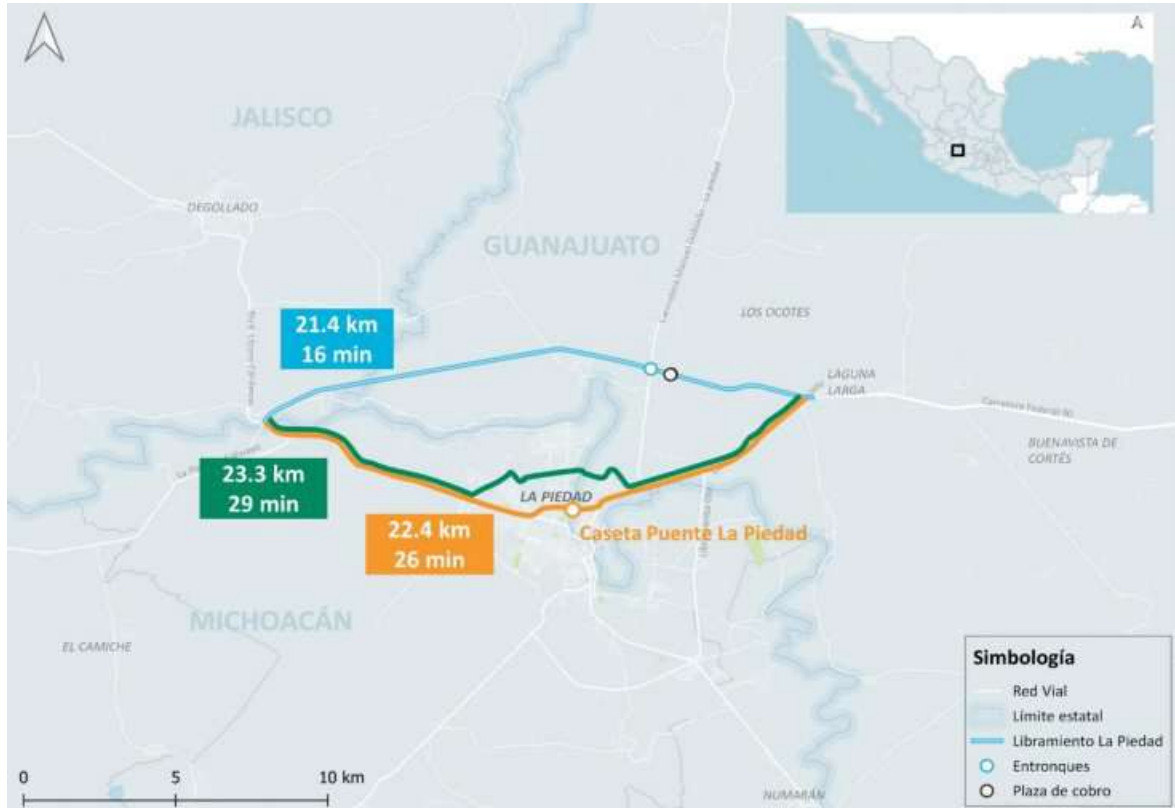 A
JALISCO
DEGOLLADO
GUANAJUATO
LOS OCOTES
21.4 km
16 min
LAGUNA
LARGA
Carretera Federal 90
BUENAVISTA DE
CORTÉS
23.3 km
29 min
LA PIEDAD
22.4 km
26 min
Caseta Puente La Piedad
MICHOACÁN
EL CAMICHE
NUMARÁN
Simbología
Red Vial
Límite estatal
Libramiento La Piedad
Entronques
Plaza de cobro
0 5 10 km